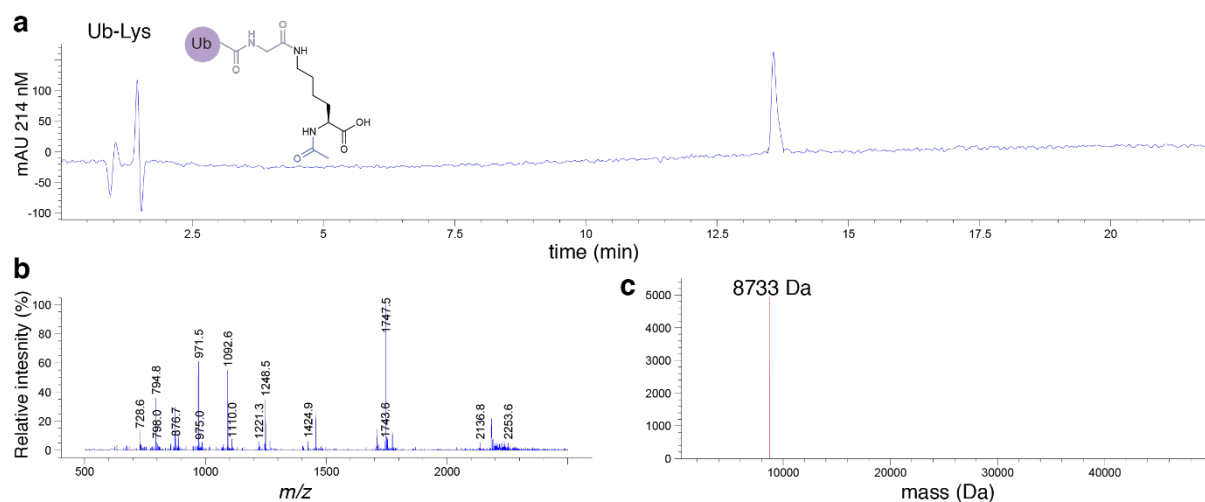 a
Ub-Lys
Ub
H
N
O
O
NH
HN
O
OH
O
mAU 214 nM
100
50
0
-50
-100
2.5
5
7.5
10
12.5
15
17.5
20
time (min)
b
Relative intesnity (%)
100
80
60
40
20
0
728.6
794.8
798.0
876.7
971.5
975.0
1092.6
1110.0
1221.3
1248.5
1424.9
1747.5
1743.6
2136.8
2253.6
500
1000
1500
2000
m/z
c
8733 Da
5000
4000
3000
2000
1000
0
10000
20000
30000
40000
mass (Da)